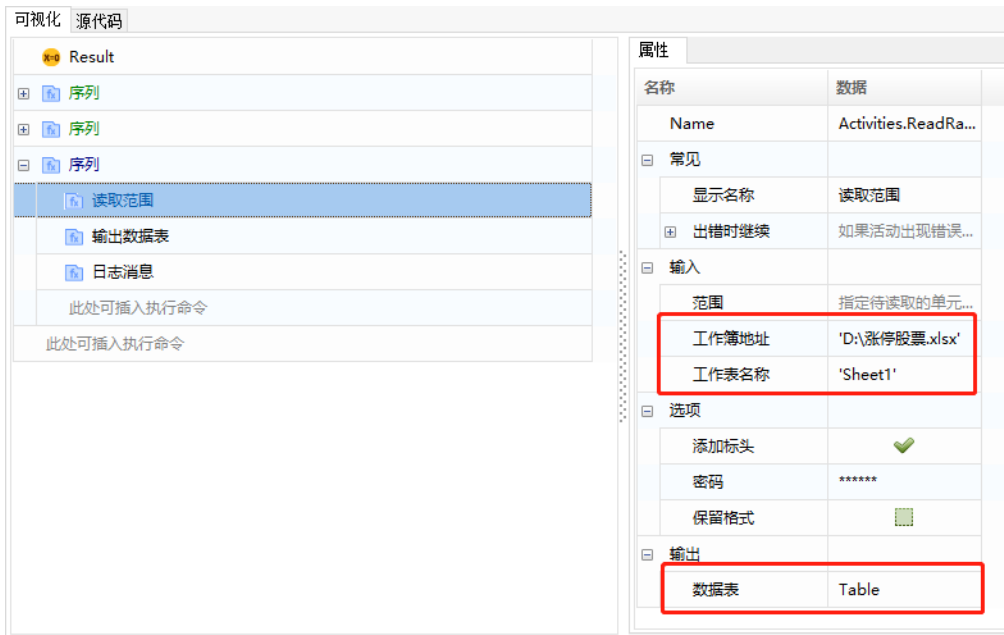 可视化 源代码
x=0 Result
序列
序列
序列
读取范围
输出数据表
日志消息
此处可插入执行命令
此处可插入执行命令
属性
名称 数据
Name Activities.ReadRa...
常见
显示名称 读取范围
出错时继续 如果活动出现错误...
输入
范围 指定待读取的单元...
工作簿地址 'D:\涨停股票.xlsx'
工作表名称 'Sheet1'
选项
添加标头
密码 ******
保留格式
输出
数据表 Table